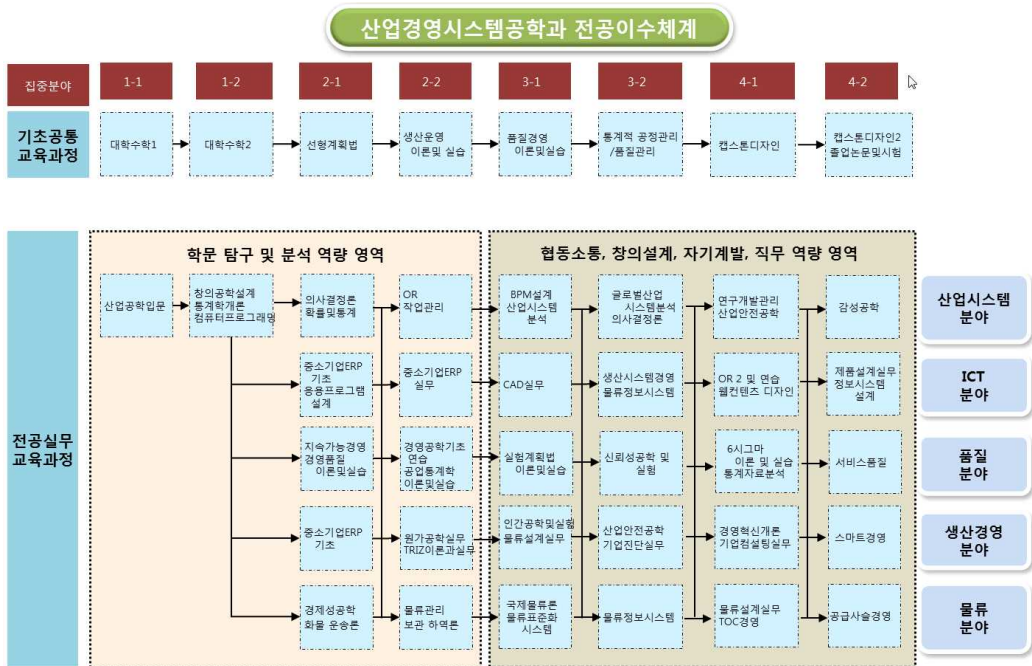 산업경영시스템공학과 전공이수체계
집중분야
1-1
1-2
2-1
2-2
3-1
3-2
4-1
4-2
기초공통
교육과정
대학수학1
대학수학2
선형계획법
생산운영
이론및 실습
품질경영
이론및실습
통계적 공정관리
/품질관리
캡스톤디자인
캡스톤디자인2
졸업논문및시험
전공실무
교육과정
학문 탐구 및 분석 역량 영역
협동소통, 창의설계, 자기계발, 직무 역량 영역
산업공학입문
창의공학설계
통계학개론
컴퓨터프로그래밍
의사결정론
확률및통계
OR
작업관리
BPM설계
산업시스템
분석
글로벌산업
시스템분석
의사결정론
연구개발관리
산업안전공학
감성공학
산업시스템
분야
중소기업ERP
기초
응용프로그램
설계
중소기업ERP
실무
CAD실무
생산시스템경영
물류정보시스템
OR 2 및 연습
웹컨텐즈 디자인
제품설계실무
정보시스템
설계
ICT
분야
지속가능경영
경영품질
이론및실습
경영공학기초
연습
공업통계학
이론및실습
실험계획법
이론및실습
신뢰성공학 및
실험
6시그마
이론 및 실습
통계자료분석
서비스품질
품질
분야
중소기업ERP
기초
원가공학실무
TRIZ이론과실무
인간공학및실험
물류설계실무
산업안전공학
기업진단실무
경영혁신개론
기업컴설팅실무
스마트경영
생산경영
분야
경제성공학
화물 운송론
물류관리
보관 하역론
국제물류론
물류표준화
시스템
물류정보시스템
물류설계실무
TOC경영
공급사슬경영
물류
분야